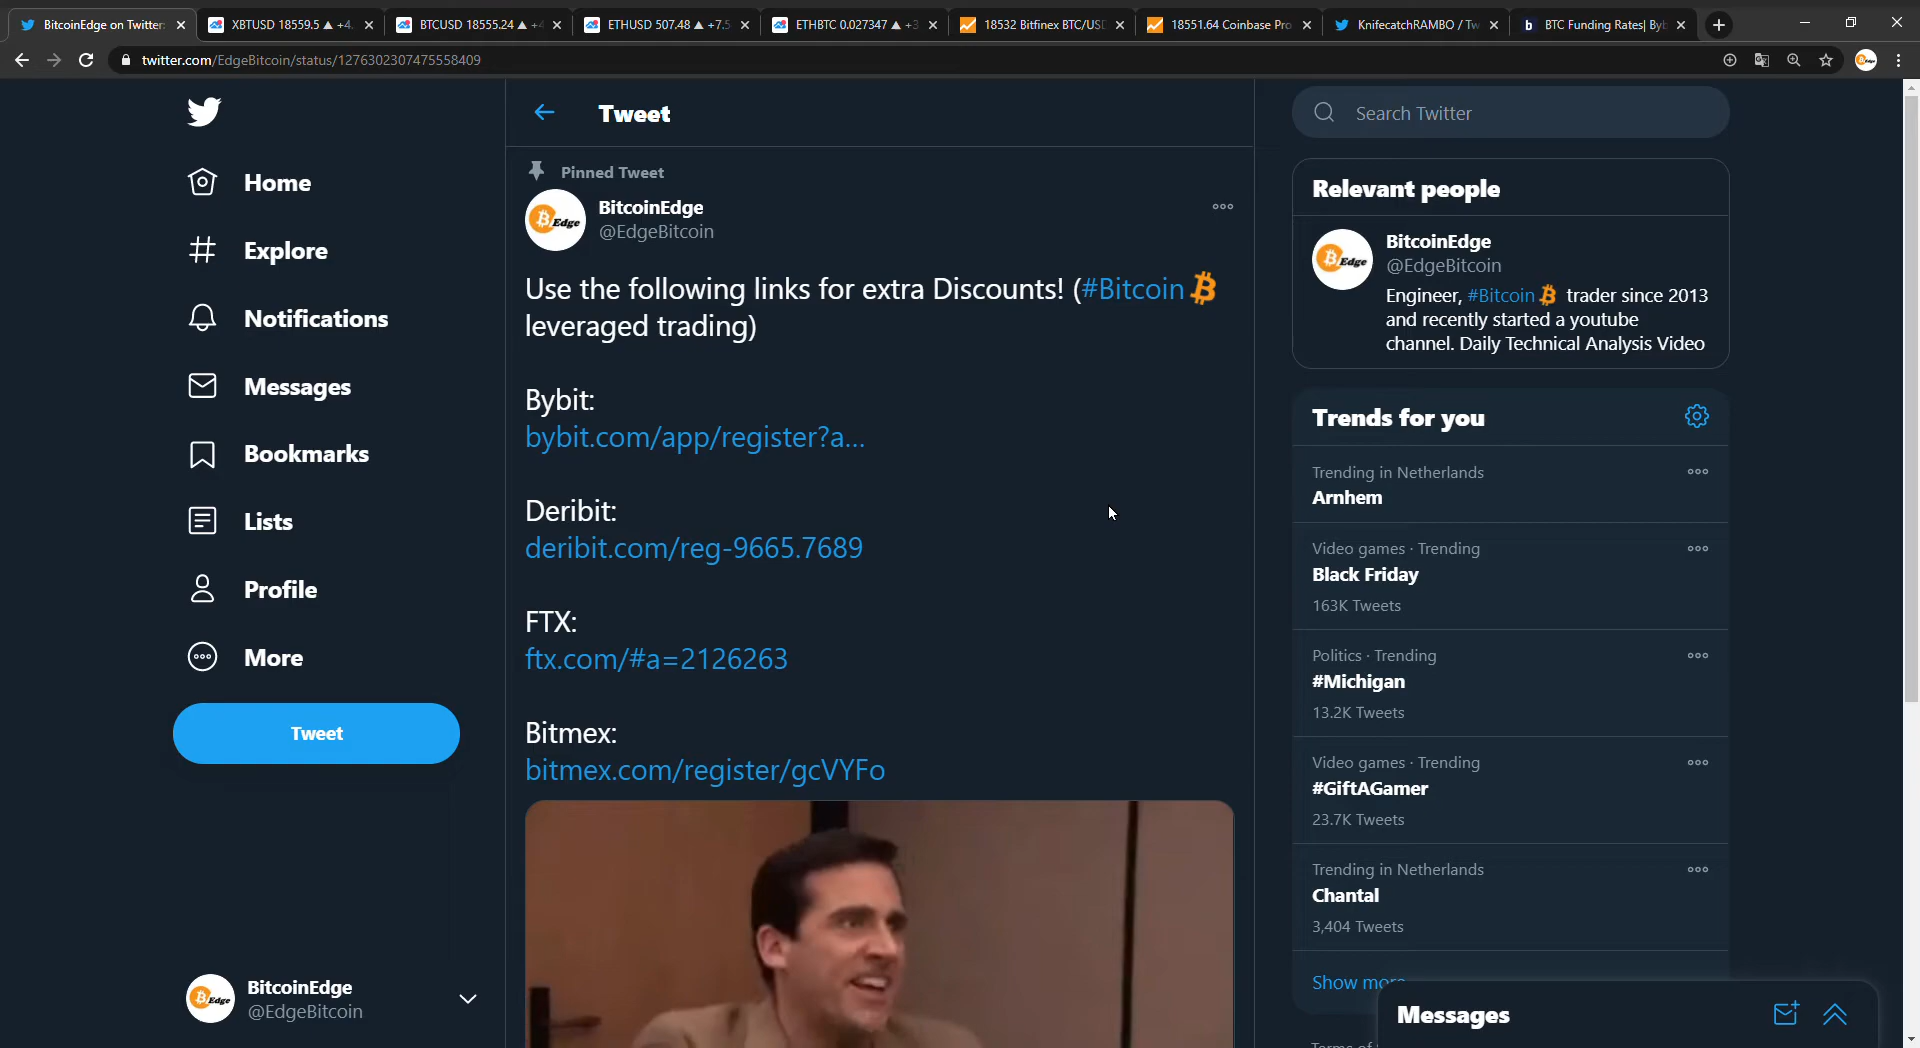 BitcoinEdge on Twitter:
XBTUSD 18559.5 ▲ +4.
BTCUSD 18555.24 ▲ +4
ETHUSD 507.48 ▲ +7.5
ETHBTC 0.027347 ▲ +3
18532 Bitfinex BTC/US
18551.64 Coinbase Pro
KnifecatchRAMBO / Tw
BTC Funding Rates| Byb
twitter.com/EdgeBitcoin/status/1276302307475558409
Home
Explore
Notifications
Messages
Bookmarks
Lists
Profile
More
Tweet
BitcoinEdge
@EdgeBitcoin
Tweet
Pinned Tweet
BitcoinEdge
@EdgeBitcoin
Use the following links for extra Discounts! (#Bitcoin
leveraged trading)
Bybit:
bybit.com/app/register?a...
Deribit:
deribit.com/reg-9665.7689
FTX:
ftx.com/#a=2126263
Bitmex:
bitmex.com/register/gcVYFo
Search Twitter
Relevant people
BitcoinEdge
@EdgeBitcoin
Engineer, #Bitcoin trader since 2013
and recently started a youtube
channel. Daily Technical Analysis Video
Trends for you
Trending in Netherlands
Arnhem
Video games · Trending
Black Friday
163K Tweets
Politics · Trending
#Michigan
13.2K Tweets
Video games · Trending
#GiftAGamer
23.7K Tweets
Trending in Netherlands
Chantal
3,404 Tweets
Show more
Messages
Terms of